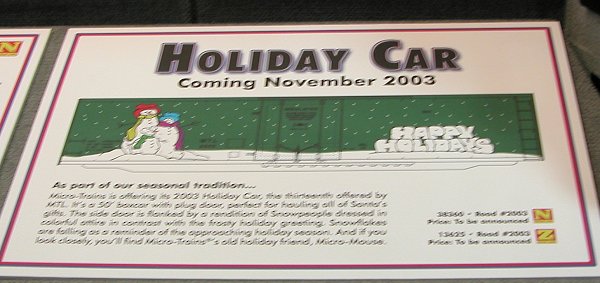 HOLIDAY CAR
Coming November 2003
HAPPY
HOLIDAYS
As part of our seasonal tradition...
Micro-Trains is offering its 2003 Holiday Car, the thirteenth offered by
MTL. It's a 50' boxcar with plug door, perfect for hauling all of Santa's
gifts. The side door is flanked by a rendition of Snowpeople dressed in
colorful attire in contrast with the frosty holiday greeting. Snowflakes
are falling as a reminder of the approaching holiday season. And if you
look closely, you'll find Micro-Trains®'s old holiday friend, Micro-Mouse.
38360 - Road #2003 N
Price: To be announced
13625 - Road #2003 Z
Price: To be announced
N
Z